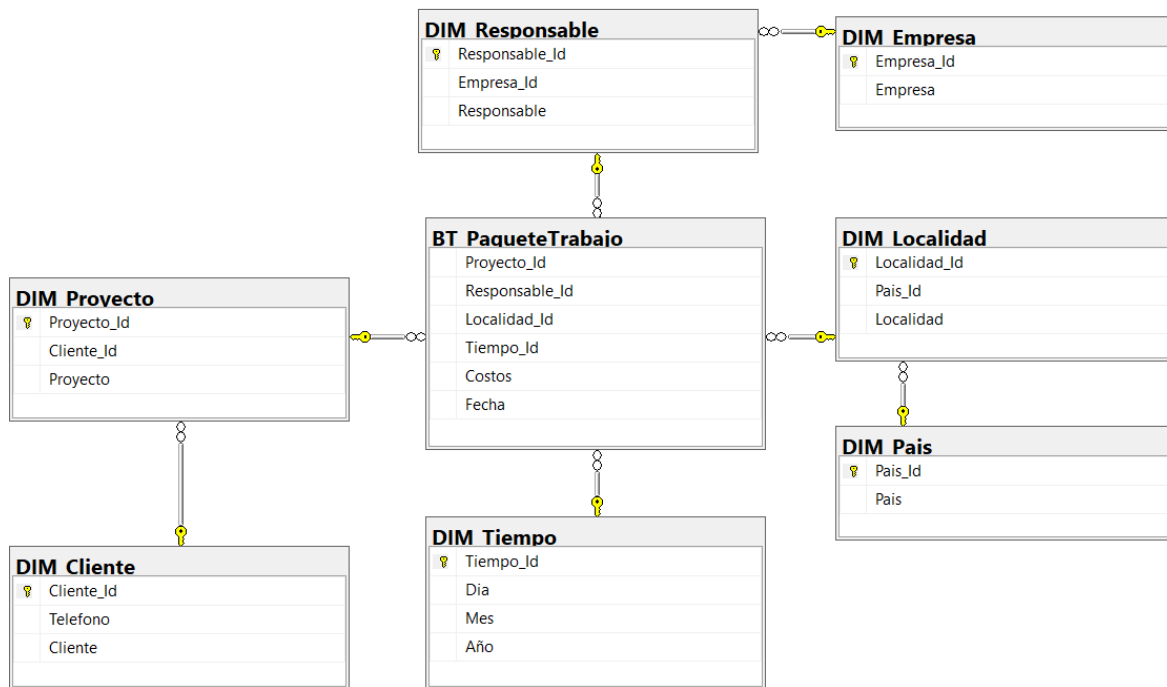 DIM_Responsable
Responsable_Id
Empresa_Id
Responsable
DIM_Empresa
Empresa_Id
Empresa
BT_PaqueteTrabajo
Proyecto_Id
Responsable_Id
Localidad_Id
Tiempo_Id
Costos
Fecha
DIM_Localidad
Localidad_Id
Pais_Id
Localidad
DIM_Proyecto
Proyecto_Id
Cliente_Id
Proyecto
DIM_Pais
Pais_Id
Pais
DIM_Tiempo
Tiempo_Id
Dia
Mes
Año
DIM_Cliente
Cliente_Id
Telefono
Cliente